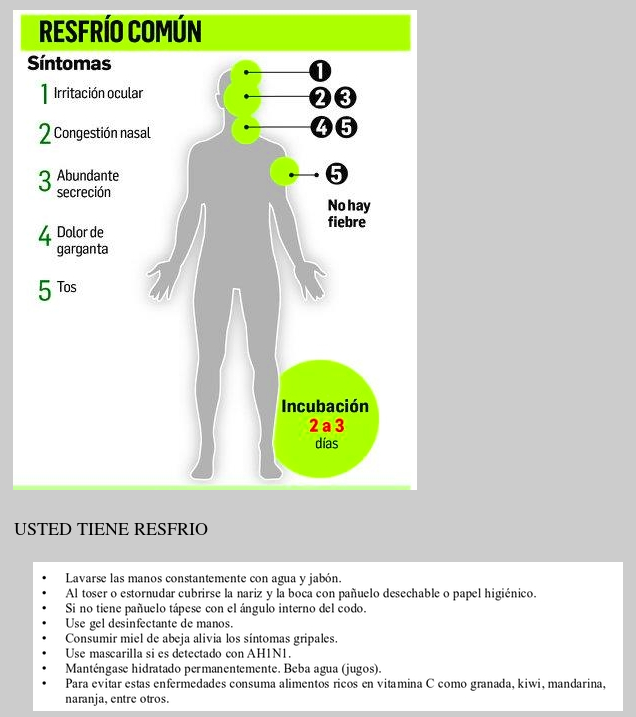 RESFRÍO COMÚN
Síntomas
1 Irritación ocular
2 Congestión nasal
3 Abundante
secreción
4 Dolor de
garganta
5 Tos
1
2 3
4 5
5
No hay
fiebre
Incubación
2 a 3
días
USTED TIENE RESFRIO
• Lavarse las manos constantemente con agua y jabón.
• Al toser o estornudar cubrirse la nariz y la boca con pañuelo desechable o papel higiénico.
• Si no tiene pañuelo tápese con el ángulo interno del codo.
• Use gel desinfectante de manos.
• Consumir miel de abeja alivia los síntomas gripales.
• Use mascarilla si es detectado con AH1N1.
• Manténgase hidratado permanentemente. Beba agua (jugos).
• Para evitar estas enfermedades consuma alimentos ricos en vitamina C como granada, kiwi, mandarina,
naranja, entre otros.